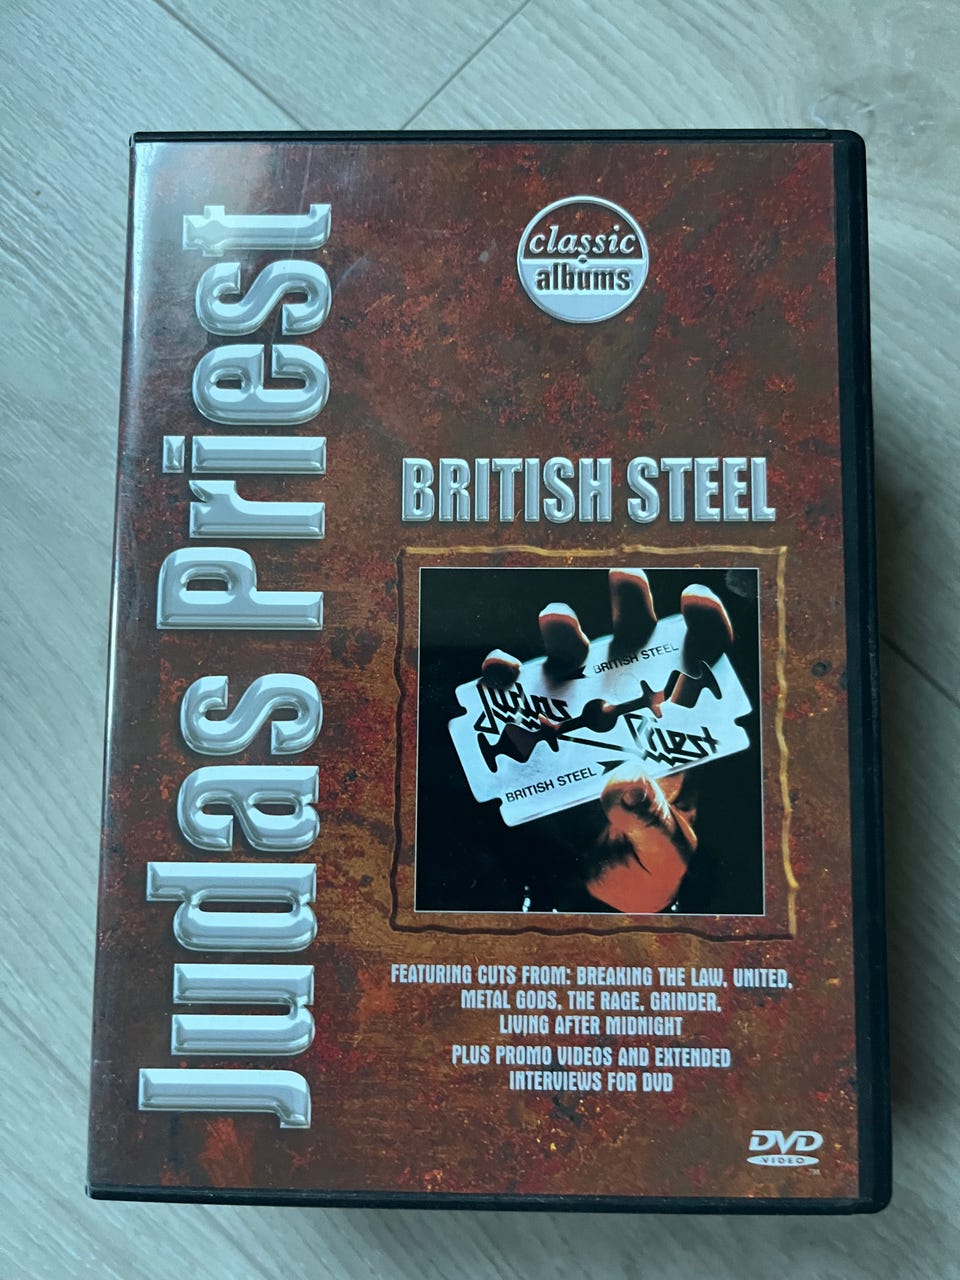 Judas Priest
classic
albums
BRITISH STEEL
BRITISH STEEL
Judas
Priest
BRITISH STEEL
FEATURING CUTS FROM: BREAKING THE LAW, UNITED,
METAL GODS, THE RAGE, GRINDER,
LIVING AFTER MIDNIGHT
PLUS PROMO VIDEOS AND EXTENDED
INTERVIEWS FOR DVD
DVD
VIDEO
TM